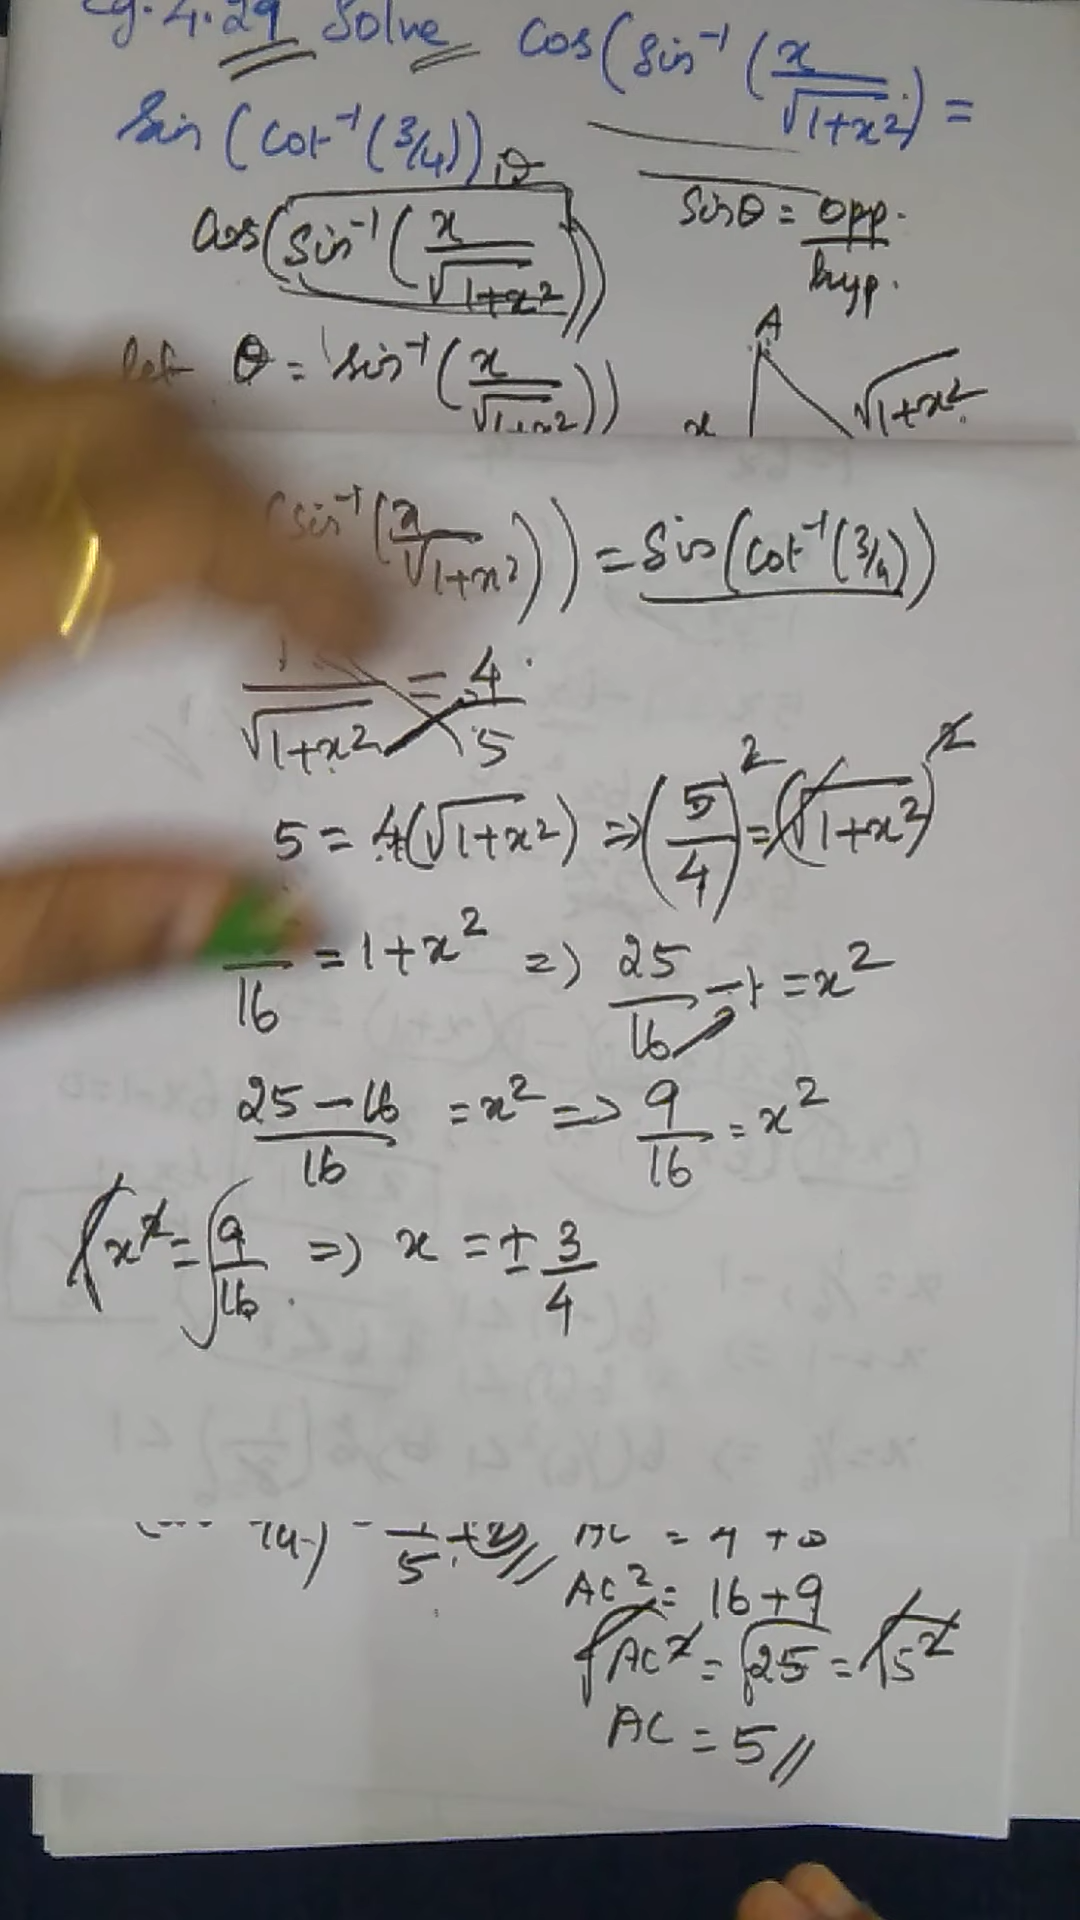 Eg. 4.29 Solve cos(sin⁻¹(x/√1+x²) =
sin(cot⁻¹(3/4))
θ
cos(sin⁻¹(x/√1+x²))
sinθ = opp./hyp.
let θ = sin⁻¹(x/√1+x²))
A
x
√1+x²
(sin⁻¹(x/√1+x²)) = sin(cot⁻¹(3/4))
1/√1+x² = 4/5
5 = 4(√1+x²) ⇒ (5/4)² = (√1+x²)²
/16 = 1+x² ⇒ 25/16 - 1 = x²
25-16/16 = x² ⇒ 9/16 = x²
√x² = √9/16 ⇒ x = ± 3/4
AC² = 16+9
√AC² = √25 = √5²
AC = 5//